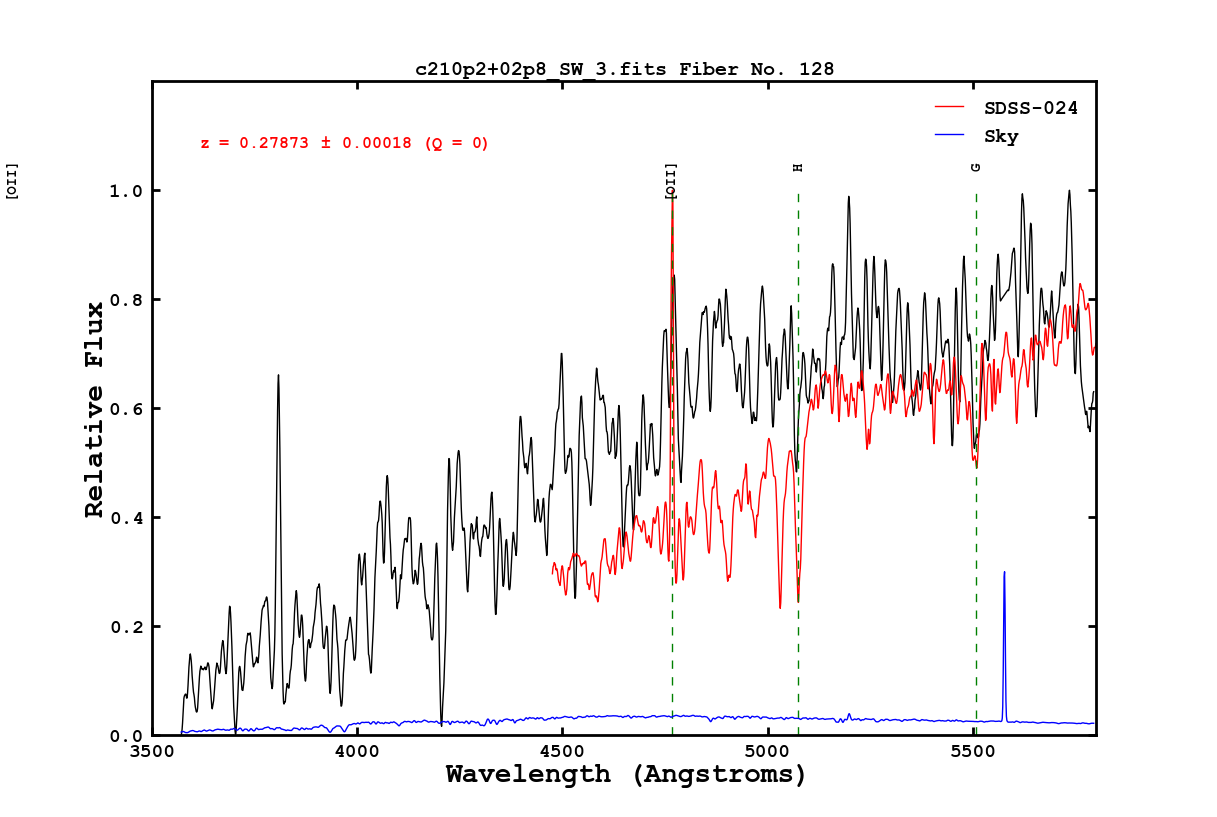 c210p2+02p8_SW_3.fits Fiber No. 128
SDSS-024
Sky
z = 0.27873 ± 0.00018 (Q = 0)
[OII]
[OII]
H
G
1.0
0.8
0.6
0.4
0.2
0.0
Relative Flux
3500
4000
4500
5000
5500
Wavelength (Angstroms)